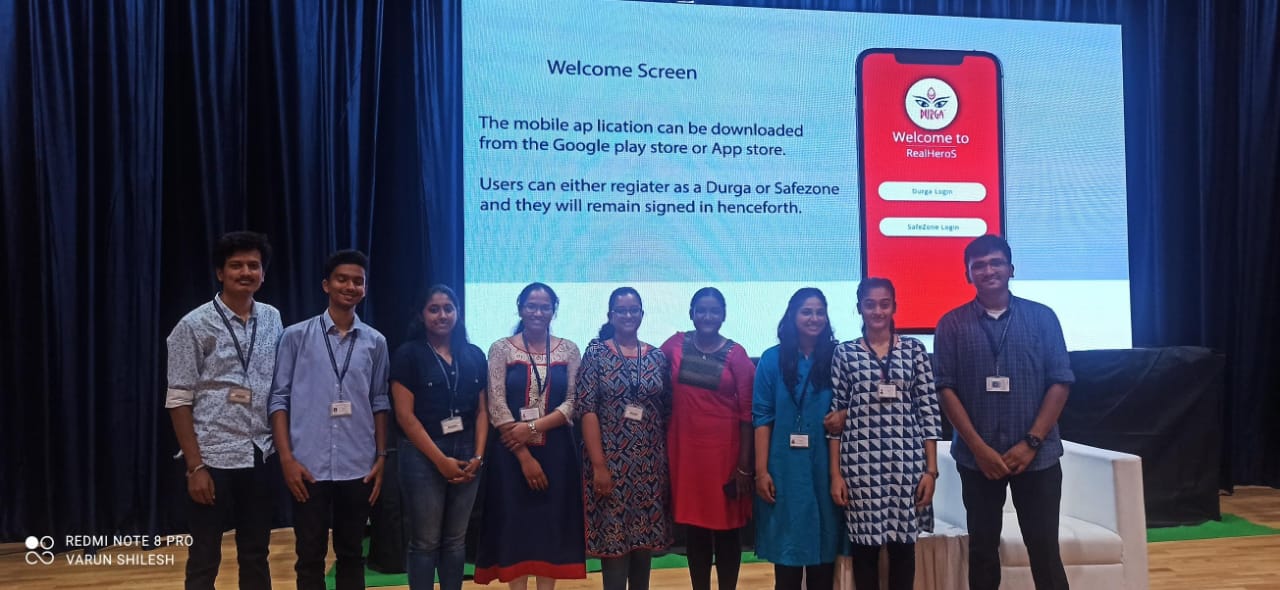 Welcome Screen
The mobile ap lication can be downloaded
from the Google play store or App store.
Users can either regiater as a Durga or Safezone
and they will remain signed in henceforth.
DURGA
Welcome to
RealHeroS
Durga Login
SafeZone Login
REDMI NOTE 8 PRO
VARUN SHILESH